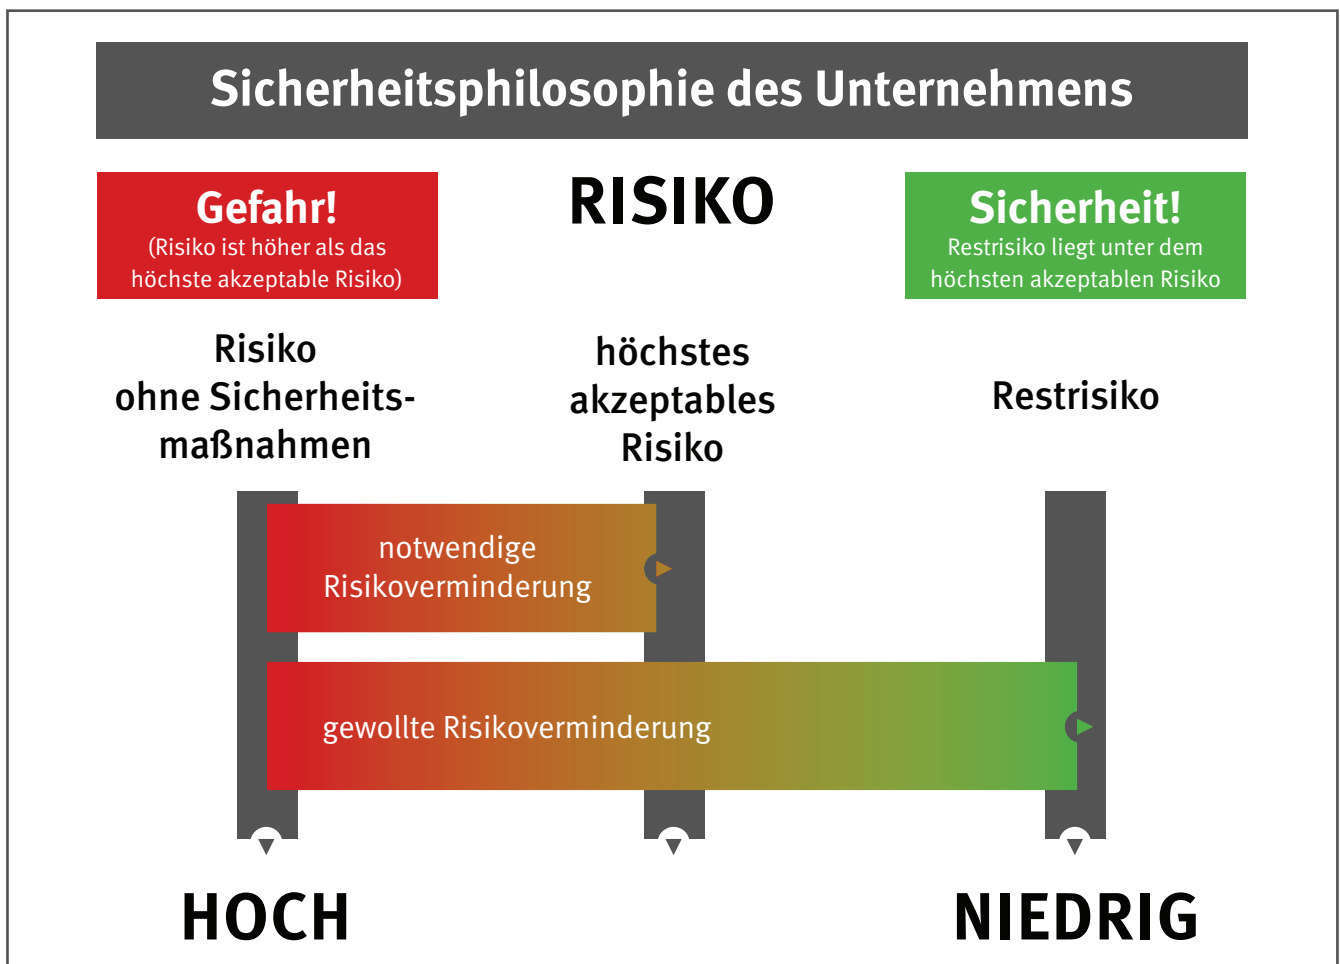 Sicherheitsphilosophie des Unternehmens
Gefahr!
(Risiko ist höher als das
höchste akzeptable Risiko)
RISIKO
Sicherheit!
Restrisiko liegt unter dem
höchsten akzeptablen Risiko
Risiko
ohne Sicherheits-
maßnahmen
höchstes
akzeptables
Risiko
Restrisiko
notwendige
Risikoverminderung
gewollte Risikoverminderung
HOCH
NIEDRIG